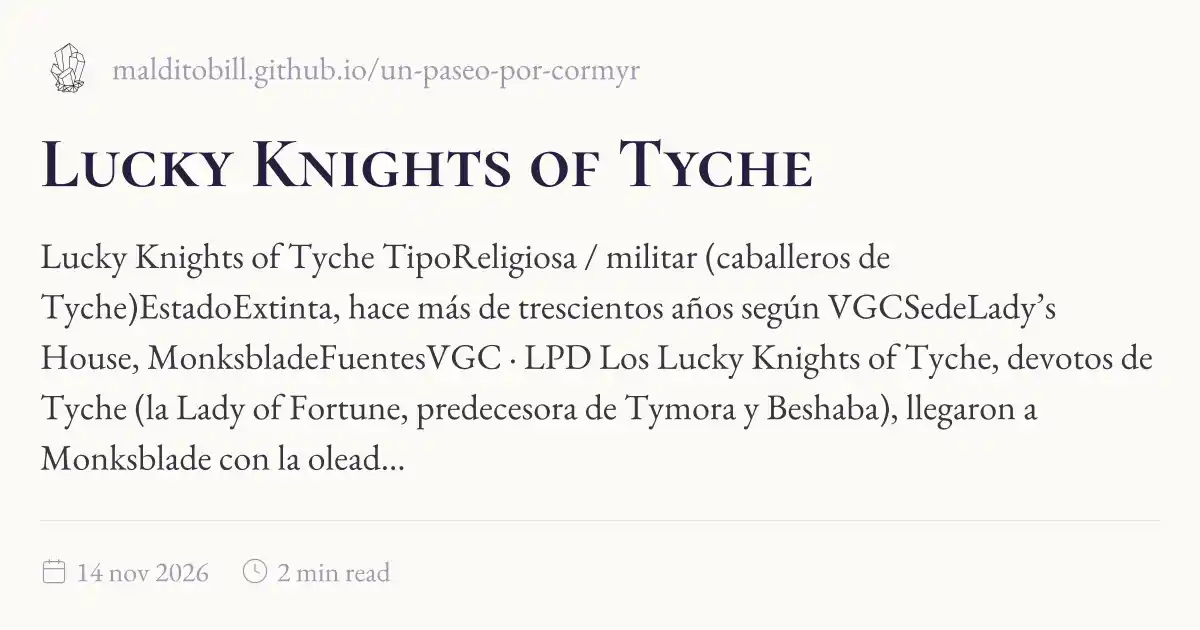 malditobill.github.io/un-paseo-por-cormyr
Lucky Knights of Tyche
Lucky Knights of Tyche TipoReligiosa / militar (caballeros de
Tyche)EstadoExtinta, hace más de trescientos años según VGCSedeLady’s
House, MonksbladeFuentesVGC · LPD Los Lucky Knights of Tyche, devotos de
Tyche (la Lady of Fortune, predecesora de Tymora y Beshaba), llegaron a
Monksblade con la olead...
14 nov 2026
2 min read